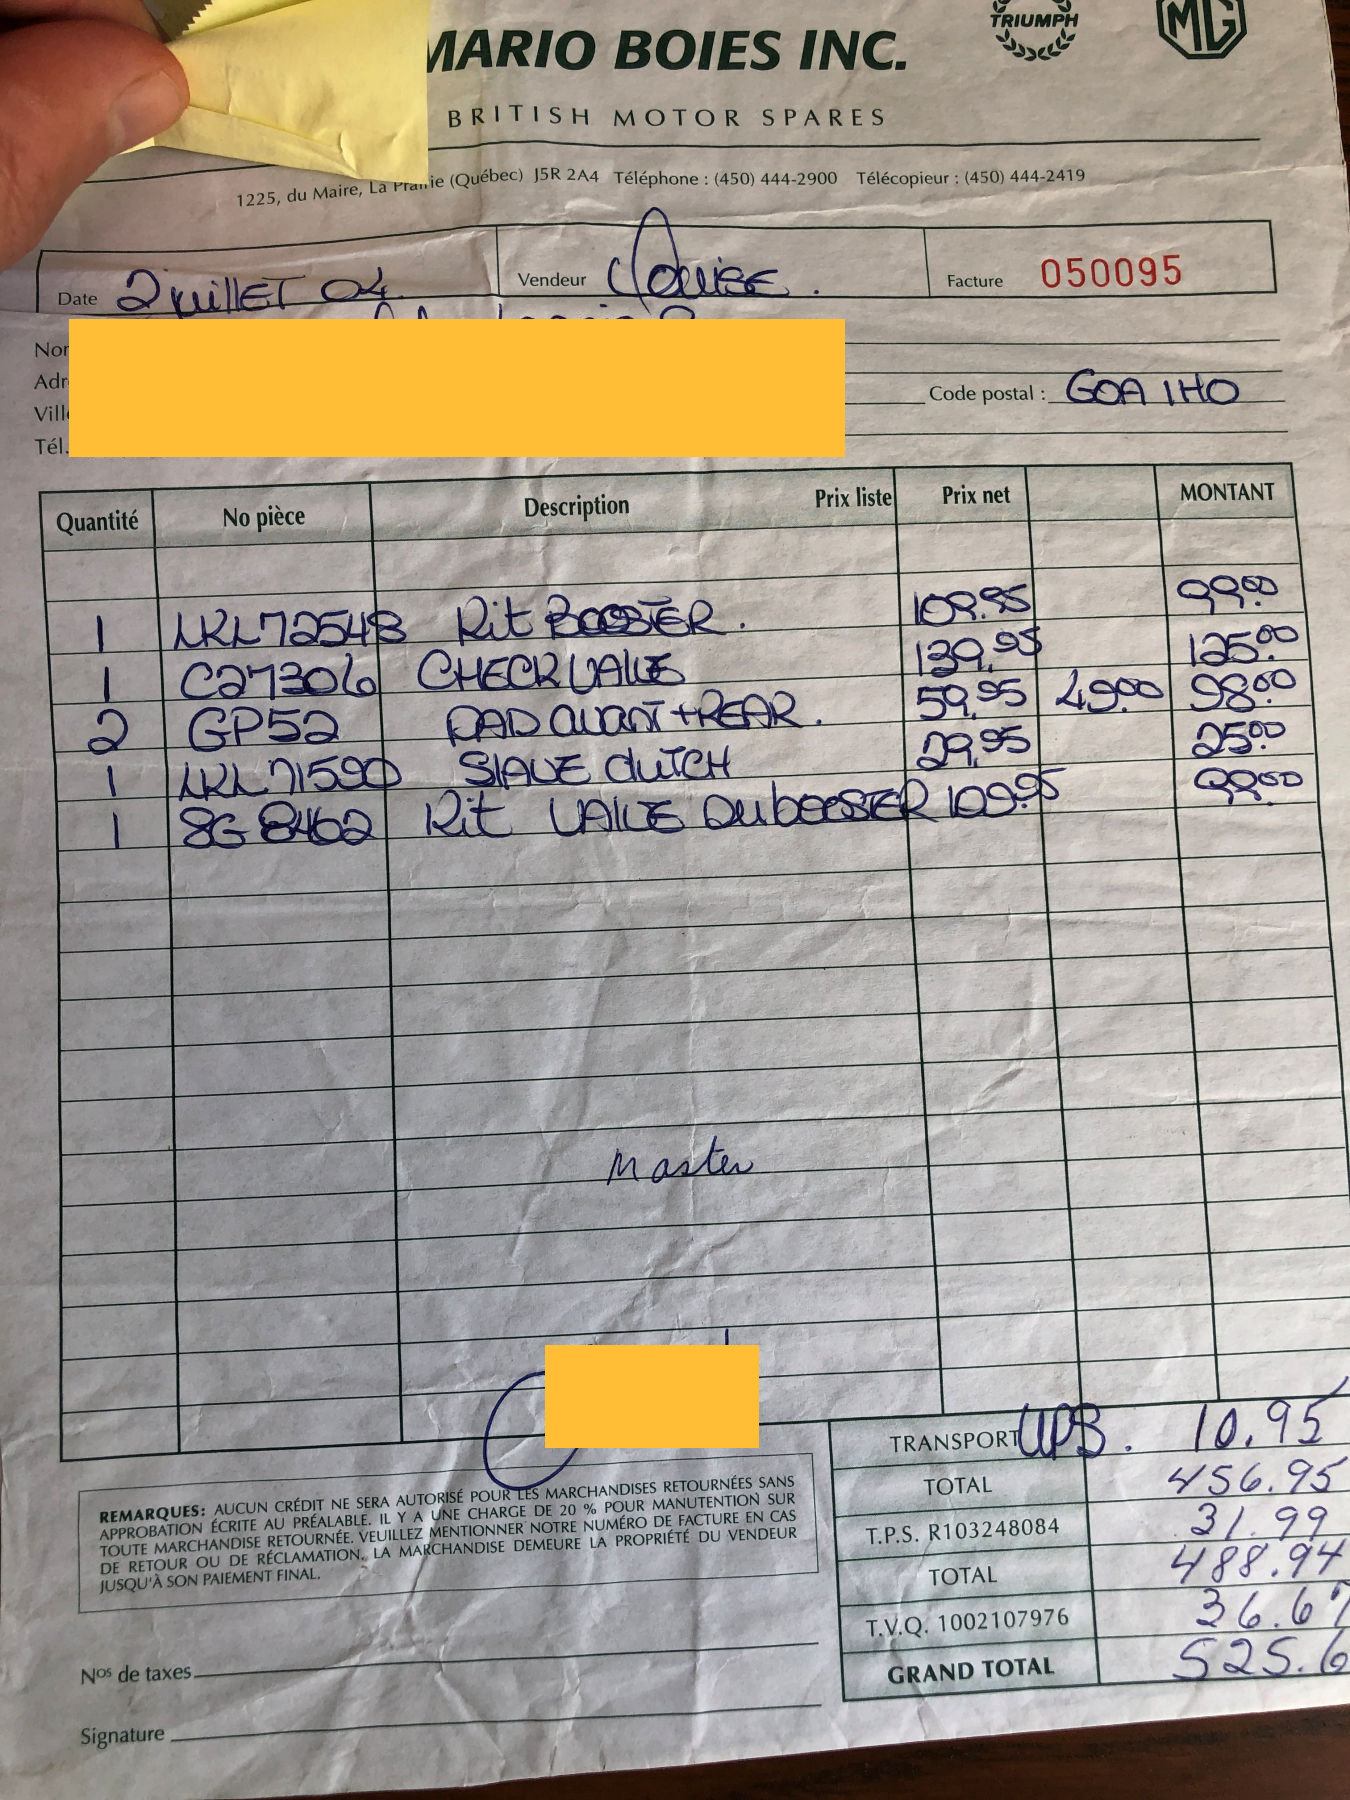 MARIO BOIES INC.
TRIUMPH
MG
BRITISH MOTOR SPARES
1225, du Maire, La Prairie (Québec) J5R 2A4 Téléphone : (450) 444-2900 Télécopieur : (450) 444-2419
Date 2 juillET 04 Vendeur Louise. Facture 050095
Code postal : GOA 1HO
Tél.
Quantité No pièce Description Prix liste Prix net MONTANT
1 LKL72548 Kit BOOSTER. 109.95 99.00
1 C27306 CHECK VALVE 139.95 125.00
2 GP52 PAD avant + REAR. 59.95 49.00 98.00
1 LKL71590 SLAVE CLUTCH 29.95 25.00
1 8G 8462 Kit VALVE Du booSTER 109.95 99.00
Master
TRANSPORT UPS. 10.95
TOTAL 456.95
T.P.S. R103248084 31.99
TOTAL 488.94
T.V.Q. 1002107976 36.67
GRAND TOTAL 525.6
REMARQUES: AUCUN CRÉDIT NE SERA AUTORISÉ POUR LES MARCHANDISES RETOURNÉES SANS
APPROBATION ÉCRITE AU PRÉALABLE. IL Y A UNE CHARGE DE 20 % POUR MANUTENTION SUR
TOUTE MARCHANDISE RETOURNÉE. VEUILLEZ MENTIONNER NOTRE NUMÉRO DE FACTURE EN CAS
DE RETOUR OU DE RÉCLAMATION. LA MARCHANDISE DEMEURE LA PROPRIÉTÉ DU VENDEUR
JUSQU'À SON PAIEMENT FINAL.
Nos de taxes
Signature